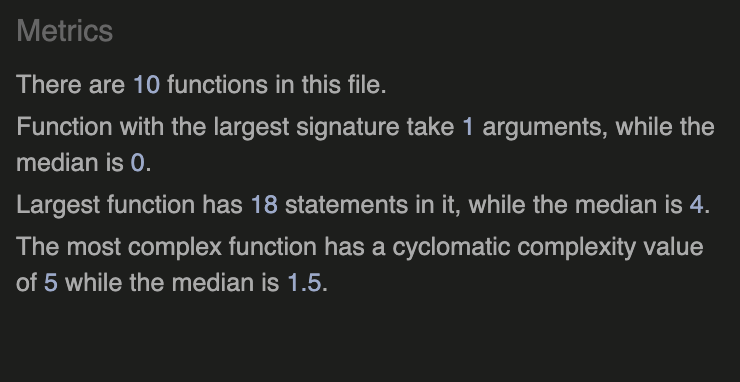 Metrics
There are 10 functions in this file.
Function with the largest signature take 1 arguments, while the
median is 0.
Largest function has 18 statements in it, while the median is 4.
The most complex function has a cyclomatic complexity value
of 5 while the median is 1.5.